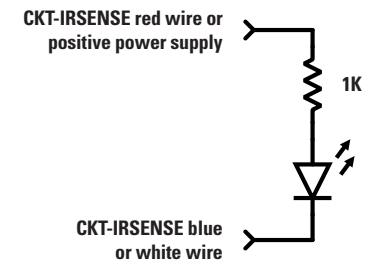 CKT-IRSENSE red wire or
positive power supply
1K
CKT-IRSENSE blue
or white wire